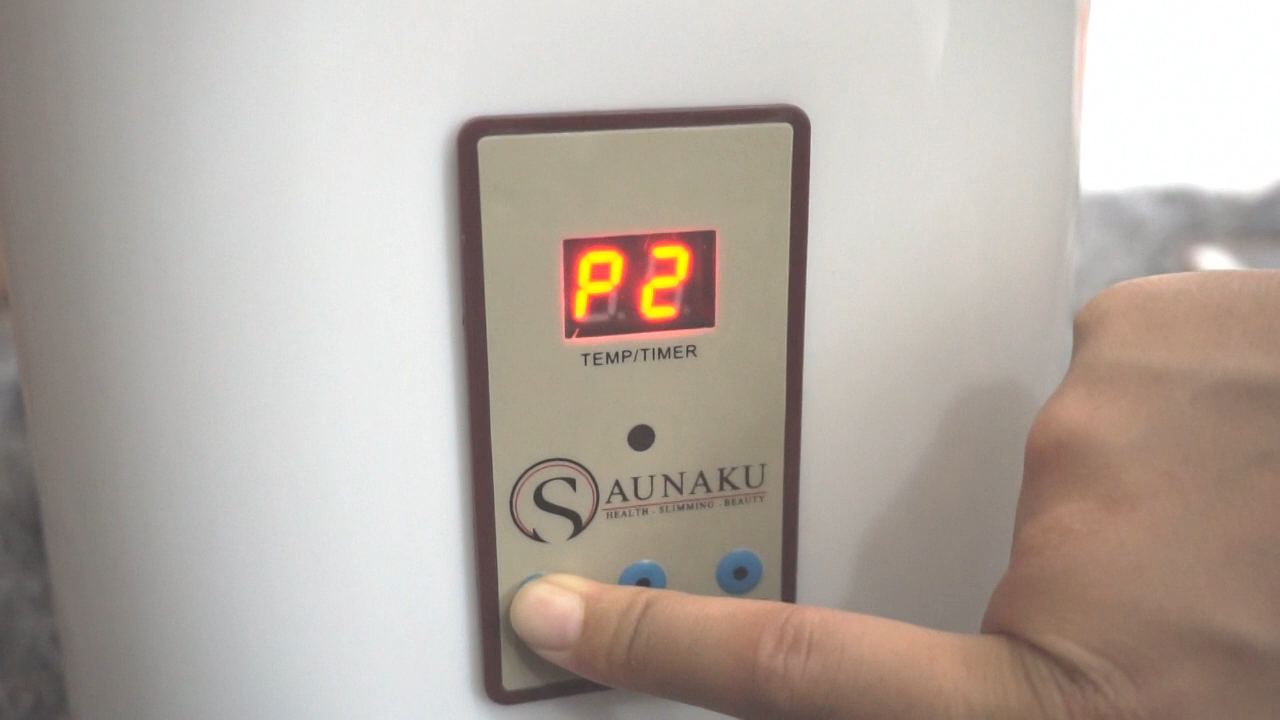 P2
TEMP/TIMER
SAUNAKU
HEALTH . SLIMMING . BEAUTY